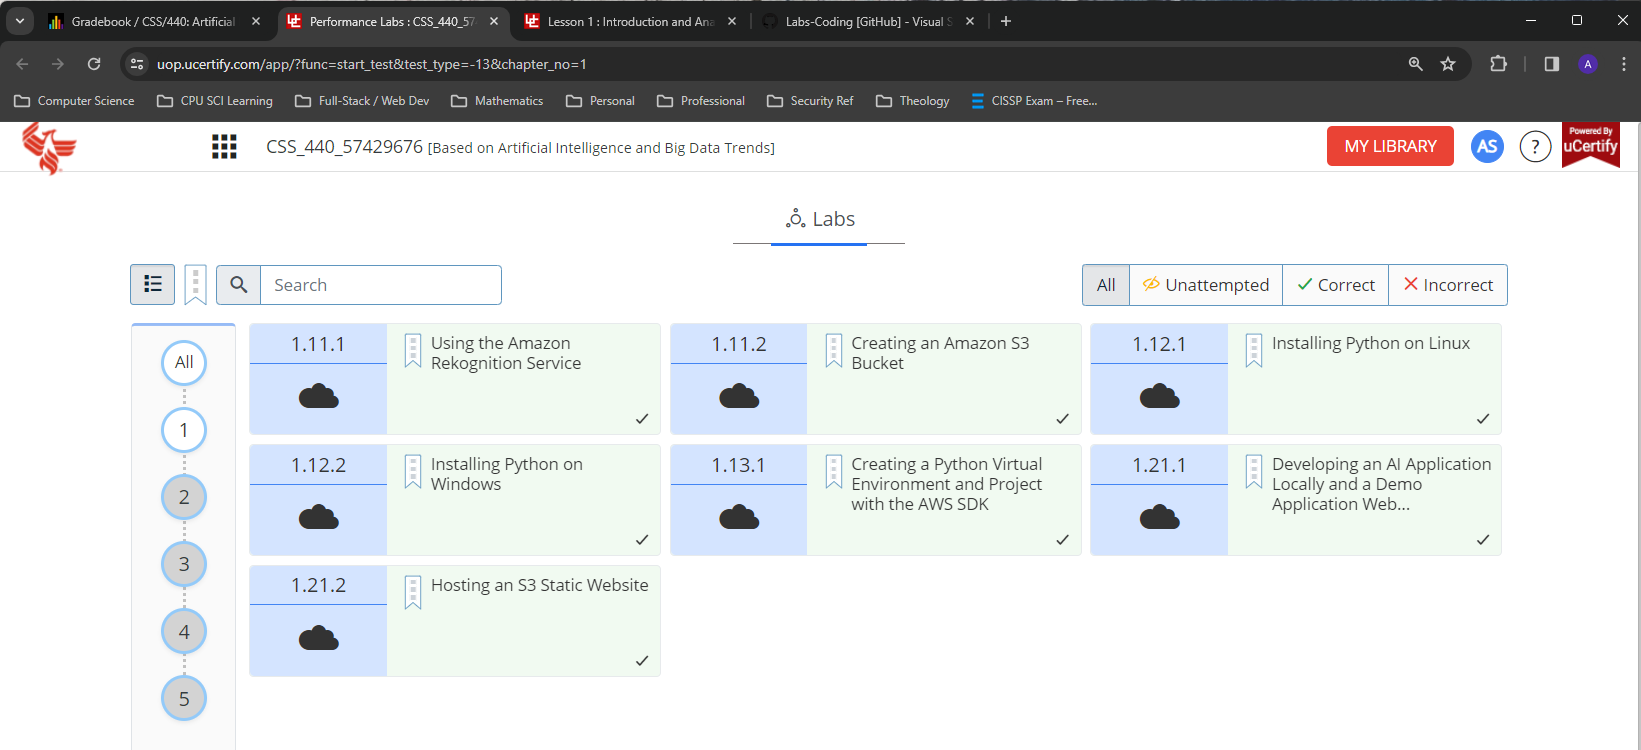 Gradebook / CSS/440: Artificial
Performance Labs : CSS_440_57
Lesson 1 : Introduction and Ana
Labs-Coding [GitHub] - Visual S
uop.ucertify.com/app/?func=start_test&test_type=-13&chapter_no=1
A
Computer Science
CPU SCI Learning
Full-Stack / Web Dev
Mathematics
Personal
Professional
Security Ref
Theology
CISSP Exam – Free...
CSS_440_57429676 [Based on Artificial Intelligence and Big Data Trends]
MY LIBRARY
AS
?
Powered By
uCertify
Labs
Search
All
Unattempted
Correct
Incorrect
All
1
2
3
4
5
1.11.1
Using the Amazon
Rekognition Service
1.11.2
Creating an Amazon S3
Bucket
1.12.1
Installing Python on Linux
1.12.2
Installing Python on
Windows
1.13.1
Creating a Python Virtual
Environment and Project
with the AWS SDK
1.21.1
Developing an AI Application
Locally and a Demo
Application Web...
1.21.2
Hosting an S3 Static Website